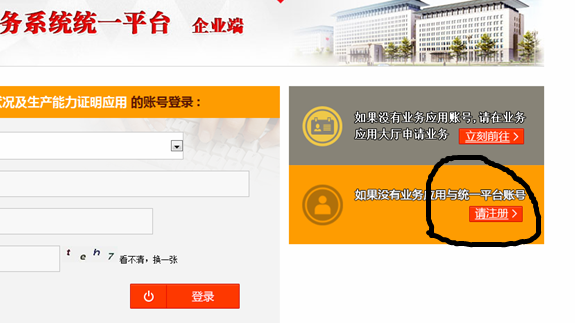 务系统统一平台 企业端
状况及生产能力证明应用 的账号登录：
如果没有业务应用账号,请在业务
应用大厅申请业务 立刻前往 >
如果没有业务应用与统一平台账号
请注册 >
teh7 看不清，换一张
登录